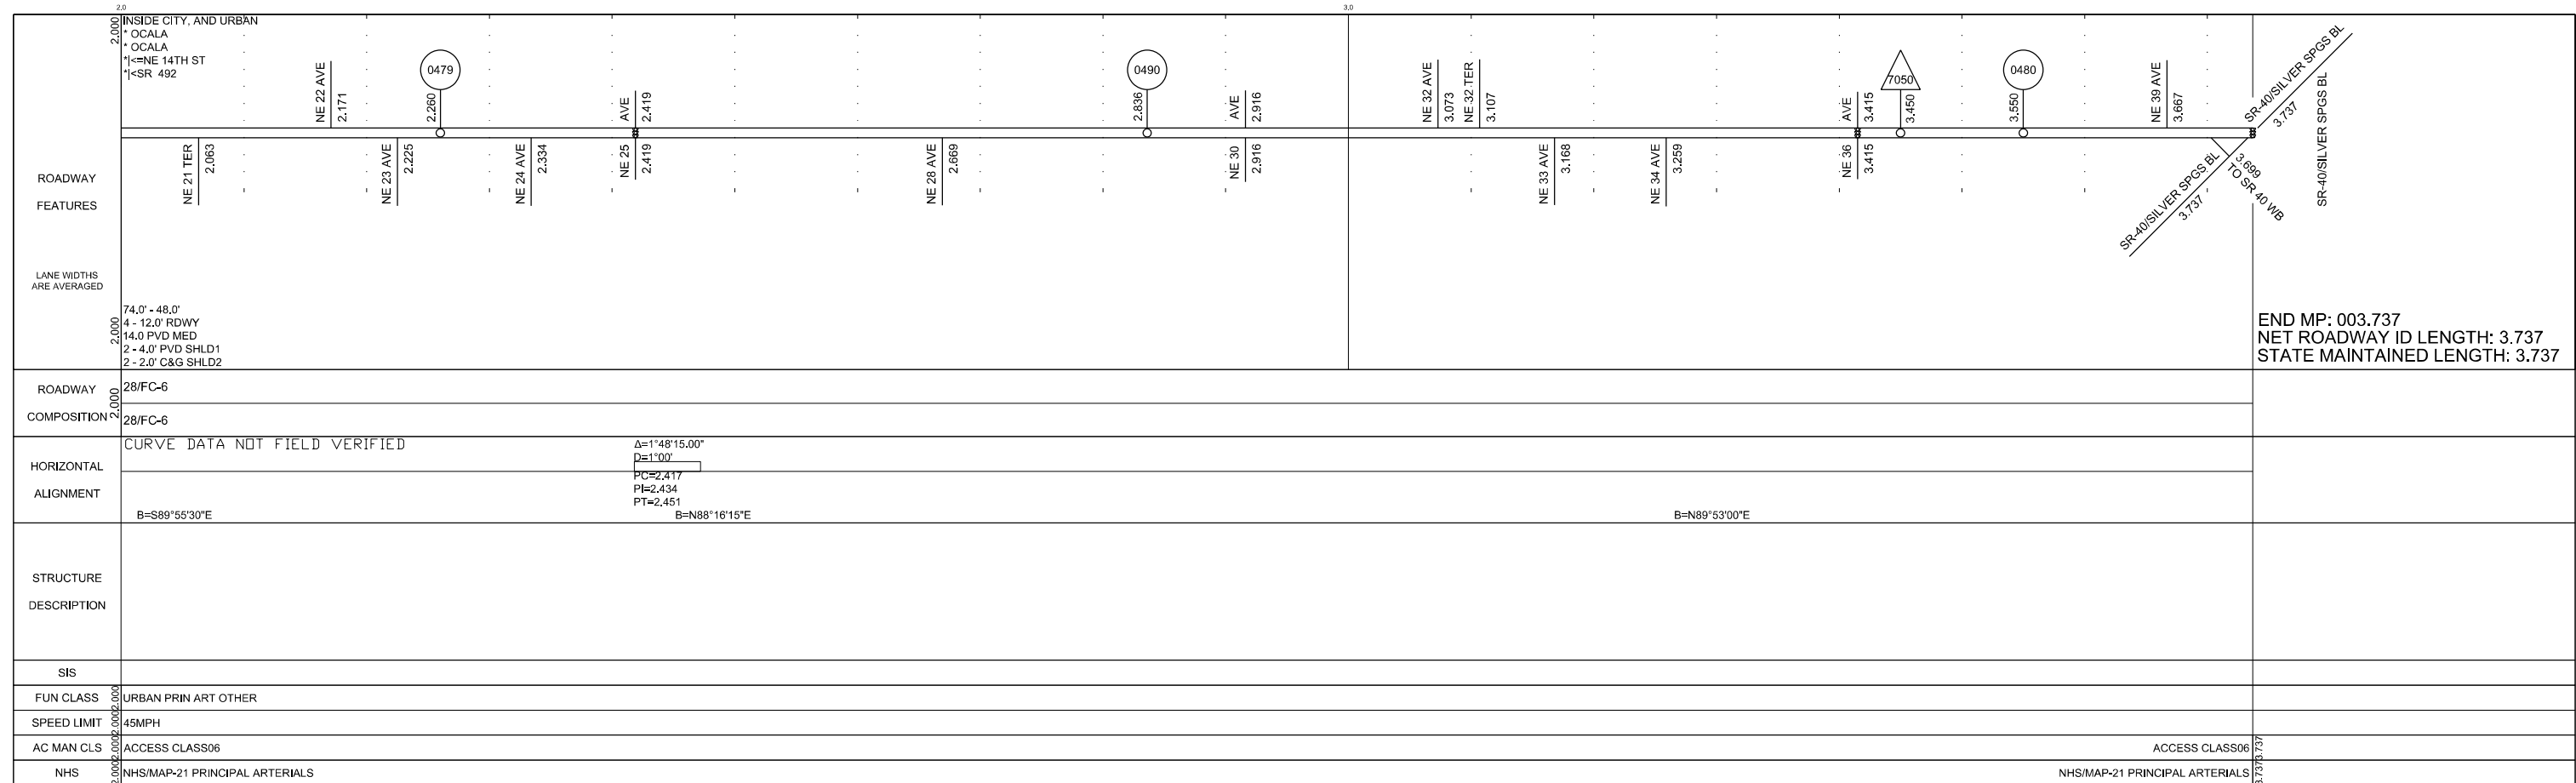 2.0
3.0
2.000
INSIDE CITY, AND URBAN
* OCALA
* OCALA
*|<=NE 14TH ST
*|<SR 492
NE 22 AVE
2.171
0479
2.260
AVE
2.419
0490
2.836
AVE
2.916
NE 32 AVE
3.073
NE 32 TER
3.107
AVE
3.415
7050
3.450
0480
3.550
NE 39 AVE
3.667
SR-40/SILVER SPGS BL
3.737
SR-40/SILVER SPGS BL
ROADWAY
FEATURES
NE 21 TER
2.063
NE 23 AVE
2.225
NE 24 AVE
2.334
NE 25
2.419
NE 28 AVE
2.669
NE 30
2.916
NE 33 AVE
3.168
NE 34 AVE
3.259
NE 36
3.415
SR-40/SILVER SPGS BL
3.737
3.699
TO SR 40 WB
LANE WIDTHS
ARE AVERAGED
2.000
74.0' - 48.0'
4 - 12.0' RDWY
14.0 PVD MED
2 - 4.0' PVD SHLD1
2 - 2.0' C&G SHLD2
END MP: 003.737
NET ROADWAY ID LENGTH: 3.737
STATE MAINTAINED LENGTH: 3.737
ROADWAY
COMPOSITION
2.000
28/FC-6
28/FC-6
HORIZONTAL
ALIGNMENT
CURVE DATA NOT FIELD VERIFIED
Δ=1°48'15.00"
D=1°00'
PC=2.417
PI=2.434
PT=2.451
B=S89°55'30"E
B=N88°16'15"E
B=N89°53'00"E
STRUCTURE
DESCRIPTION
SIS
FUN CLASS
2.000
URBAN PRIN ART OTHER
SPEED LIMIT
2.000
45MPH
AC MAN CLS
2.000
ACCESS CLASS06
ACCESS CLASS06
3.737
NHS
2.000
NHS/MAP-21 PRINCIPAL ARTERIALS
NHS/MAP-21 PRINCIPAL ARTERIALS
3.737